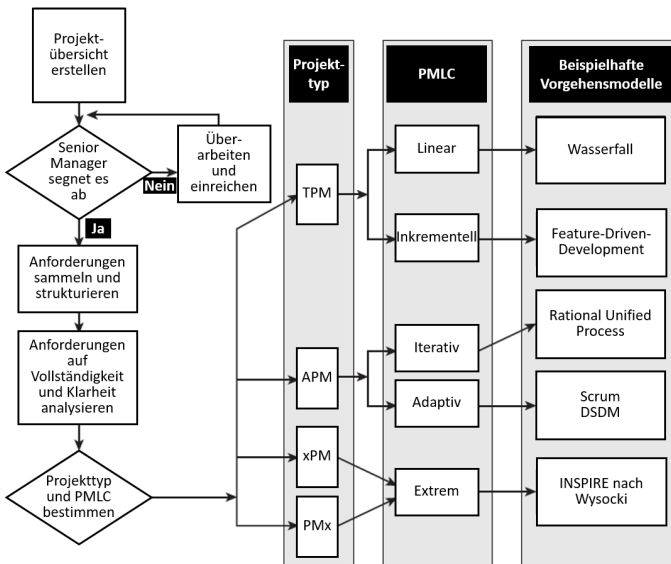 Projekt-
übersicht
erstellen
Senior
Manager
segnet es
ab
Nein
Über-
arbeiten
und
einreichen
Ja
Anforderungen
sammeln und
strukturieren
Anforderungen
auf
Vollständigkeit
und Klarheit
analysieren
Projekttyp
und PMLC
bestimmen
Projekt-
typ
TPM
APM
xPM
PMx
PMLC
Linear
Inkrementell
Iterativ
Adaptiv
Extrem
Beispielhafte
Vorgehensmodelle
Wasserfall
Feature-Driven-
Development
Rational Unified
Process
Scrum
DSDM
INSPIRE nach
Wysocki